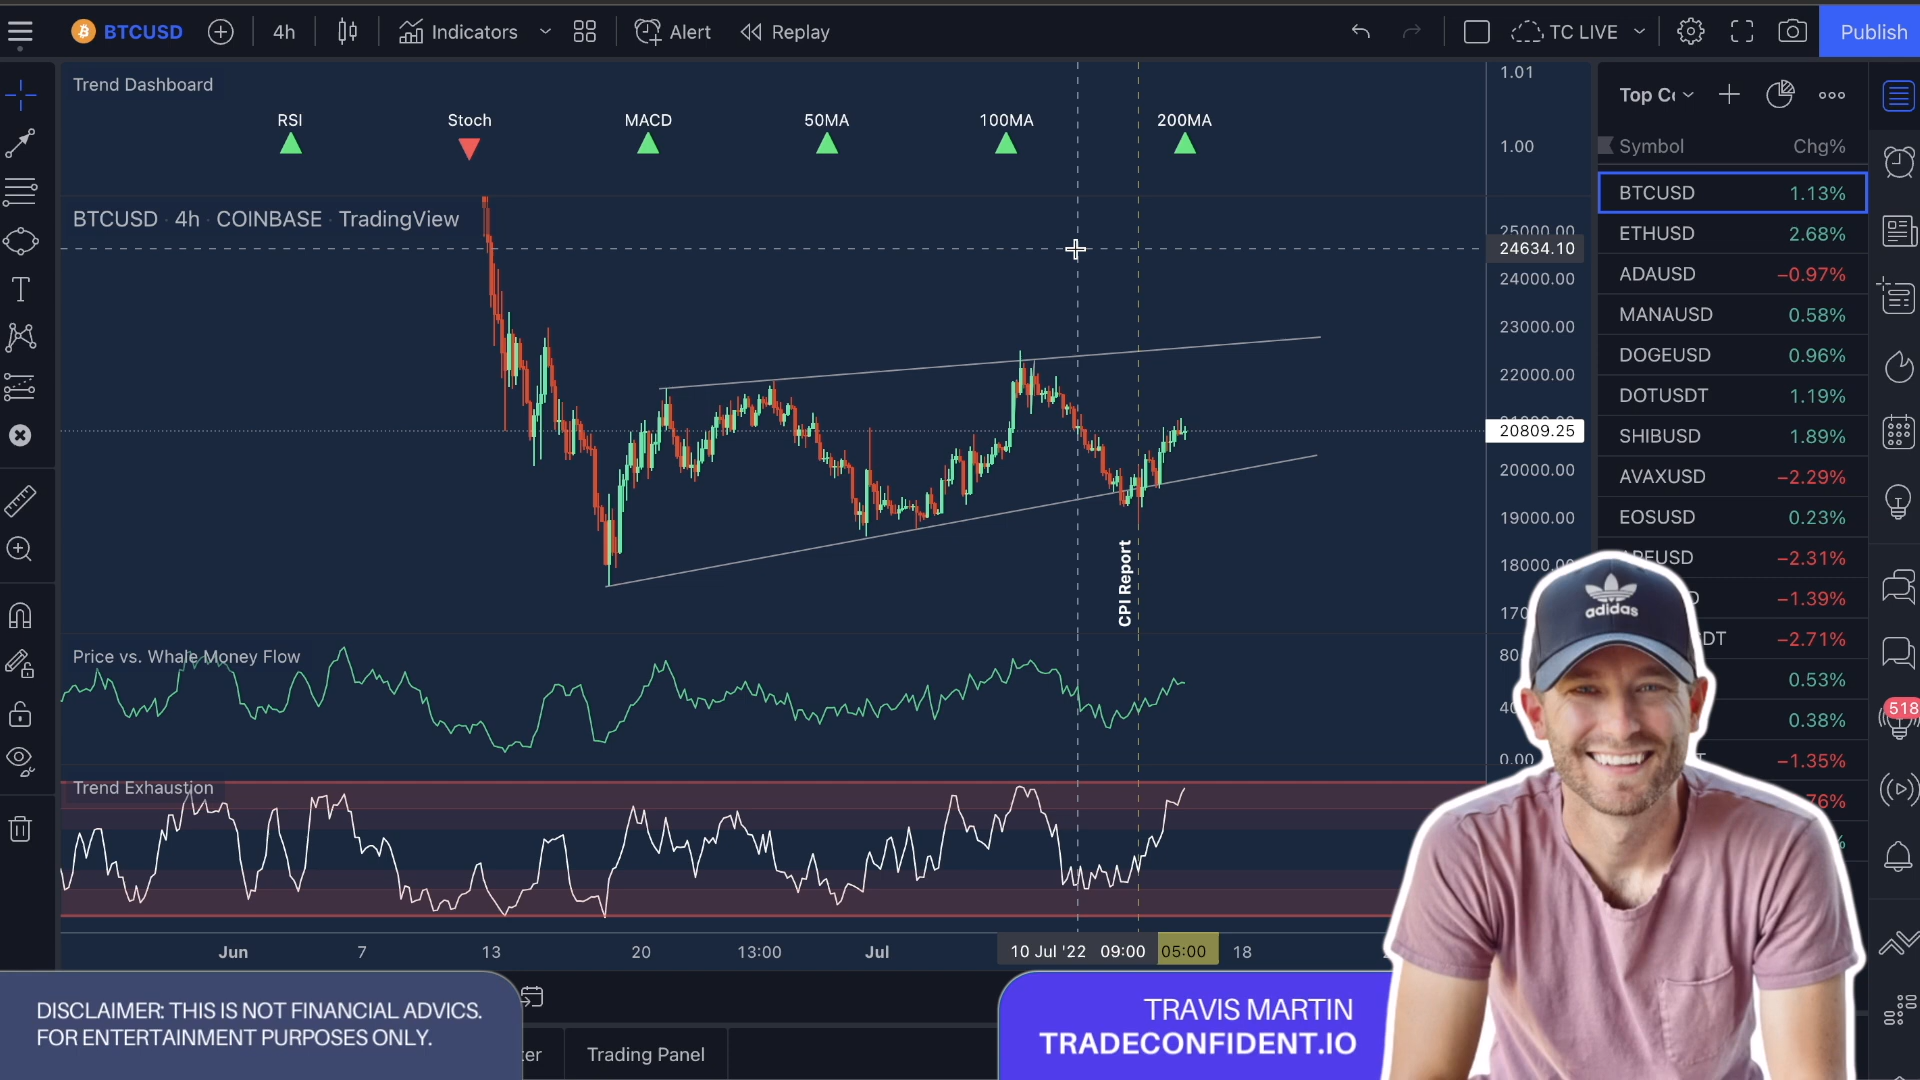 BTCUSD
4h
Indicators
Alert
Replay
TC LIVE
Publish
Trend Dashboard
RSI
Stoch
MACD
50MA
100MA
200MA
1.01
1.00
BTCUSD · 4h · COINBASE · TradingView
25000.00
24634.10
24000.00
23000.00
22000.00
20809.25
20000.00
19000.00
18000.00
CPI Report
Price vs. Whale Money Flow
0.00
Trend Exhaustion
Jun
7
13
20
13:00
Jul
10 Jul '22 09:00
05:00
18
Symbol Chg%
BTCUSD 1.13%
ETHUSD 2.68%
ADAUSD −0.97%
MANAUSD 0.58%
DOGEUSD 0.96%
DOTUSDT 1.19%
SHIBUSD 1.89%
AVAXUSD −2.29%
EOSUSD 0.23%
−2.31%
−1.39%
−2.71%
0.53%
0.38%
−1.35%
518
adidas
DISCLAIMER: THIS IS NOT FINANCIAL ADVICS.
FOR ENTERTAINMENT PURPOSES ONLY.
Trading Panel
TRAVIS MARTIN
TRADECONFIDENT.IO